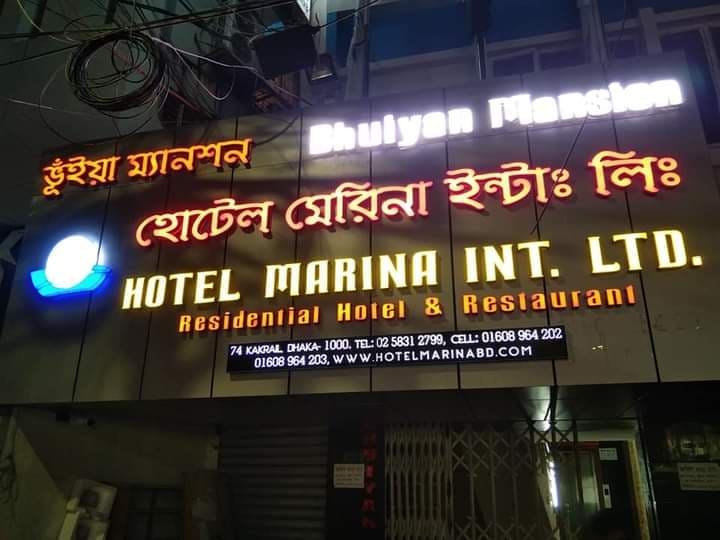 Bhuiyan Mansion
ভূঁইয়া ম্যানশন
হোটেল মেরিনা ইন্টাঃ লিঃ
HOTEL MARINA INT. LTD.
Residential Hotel & Restaurant
74 KAKRAIL, DHAKA- 1000. TEL: 02 5831 2799, CELL: 01608 964 202
01608 964 203, WWW.HOTELMARINABD.COM